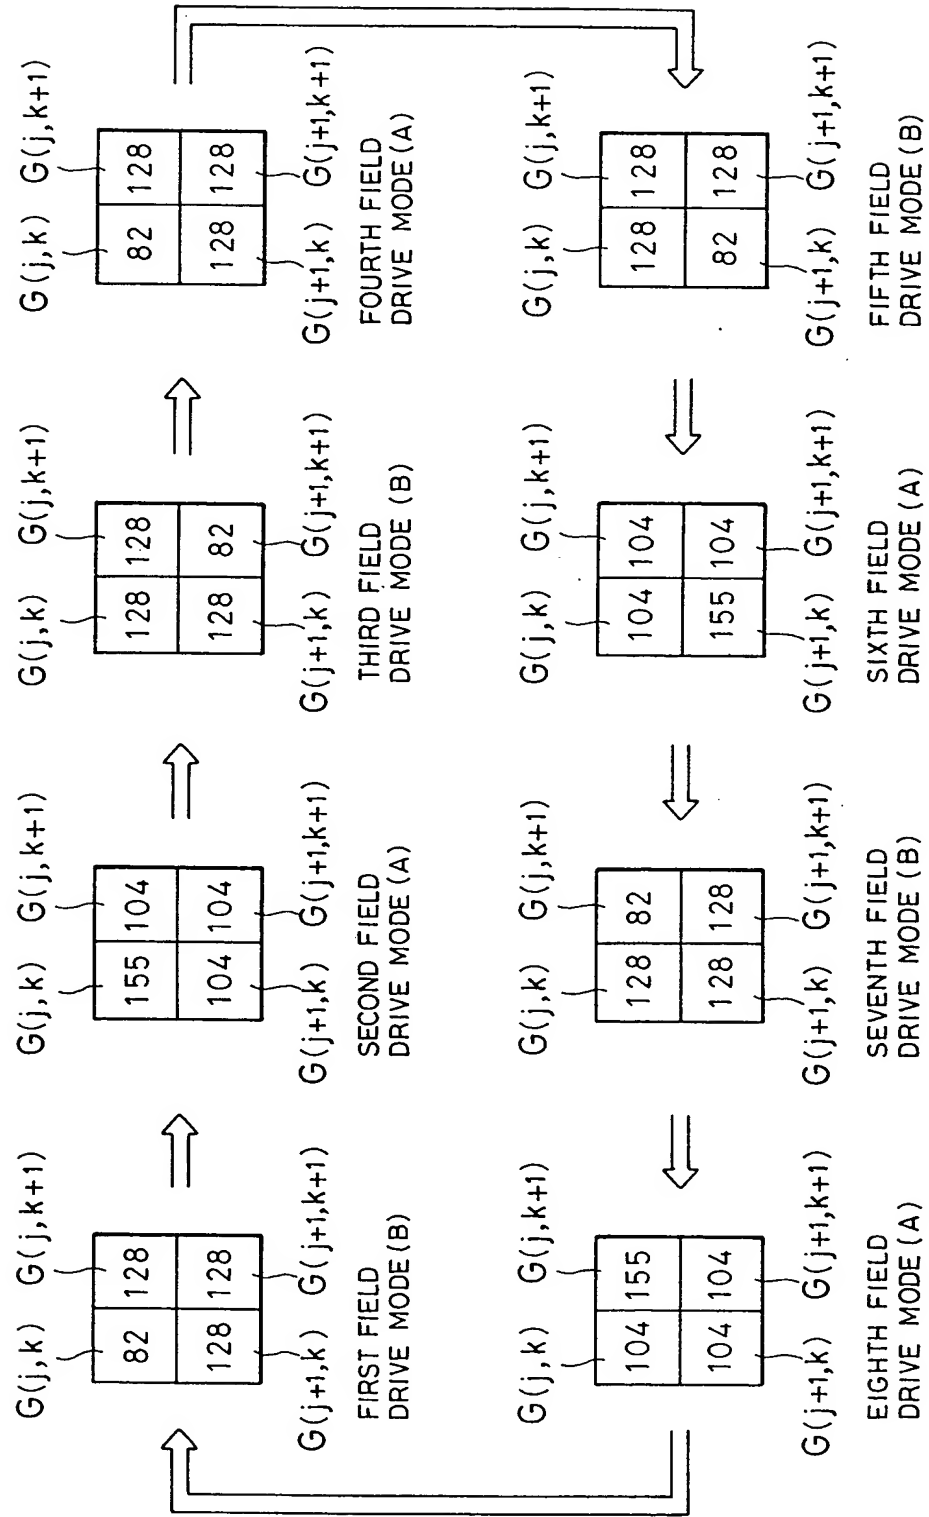 G(j,k) G(j,k+1)
82 128
128 128
G(j+1,k) G(j+1,k+1)
FIRST FIELD
DRIVE MODE (B)
G(j,k) G(j,k+1)
155 104
104 104
G(j+1,k) G(j+1,k+1)
SECOND FIELD
DRIVE MODE (A)
G(j,k) G(j,k+1)
128 128
128 82
G(j+1,k) G(j+1,k+1)
THIRD FIELD
DRIVE MODE (B)
G(j,k) G(j,k+1)
82 128
128 128
G(j+1,k) G(j+1,k+1)
FOURTH FIELD
DRIVE MODE (A)
G(j,k) G(j,k+1)
128 128
82 128
G(j+1,k) G(j+1,k+1)
FIFTH FIELD
DRIVE MODE (B)
G(j,k) G(j,k+1)
104 104
155 104
G(j+1,k) G(j+1,k+1)
SIXTH FIELD
DRIVE MODE (A)
G(j,k) G(j,k+1)
128 82
128 128
G(j+1,k) G(j+1,k+1)
SEVENTH FIELD
DRIVE MODE (B)
G(j,k) G(j,k+1)
104 155
104 104
G(j+1,k) G(j+1,k+1)
EIGHTH FIELD
DRIVE MODE (A)